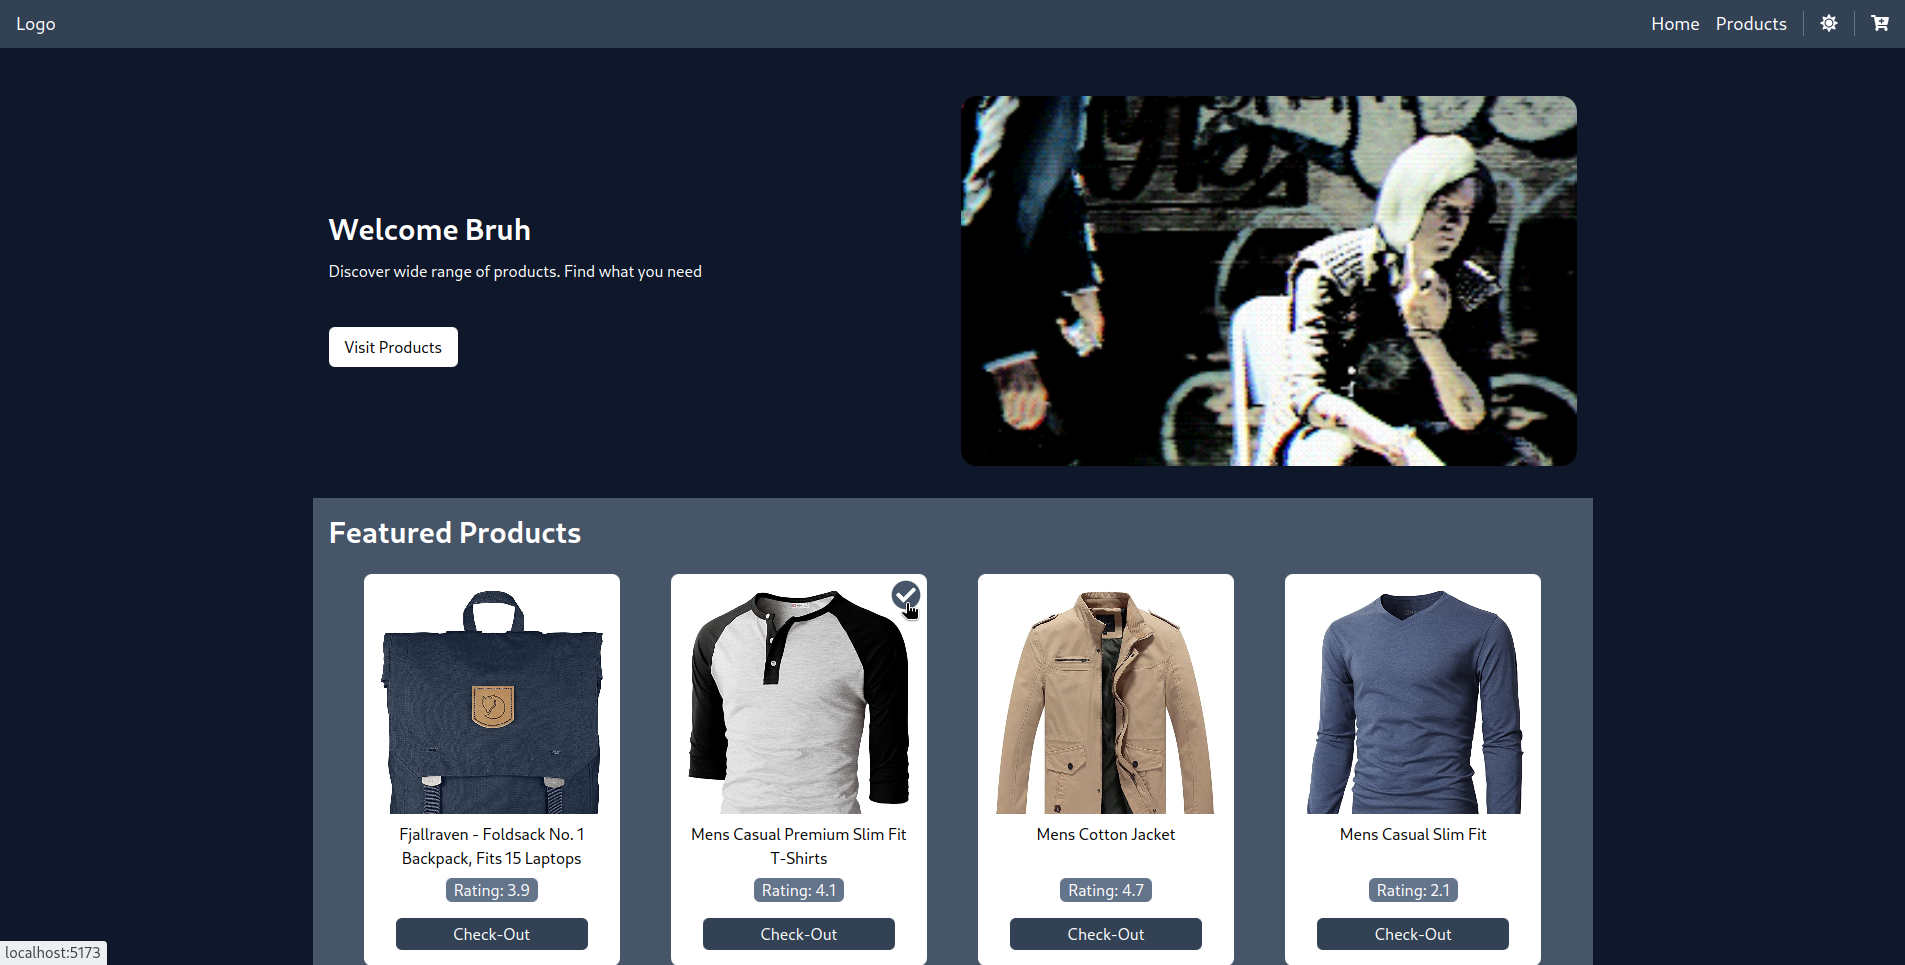 Logo
Home Products
Welcome Bruh
Discover wide range of products. Find what you need
Visit Products
Featured Products
Fjallraven - Foldsack No. 1
Backpack, Fits 15 Laptops
Rating: 3.9
Check-Out
Mens Casual Premium Slim Fit
T-Shirts
Rating: 4.1
Check-Out
Mens Cotton Jacket
Rating: 4.7
Check-Out
Mens Casual Slim Fit
Rating: 2.1
Check-Out
localhost:5173